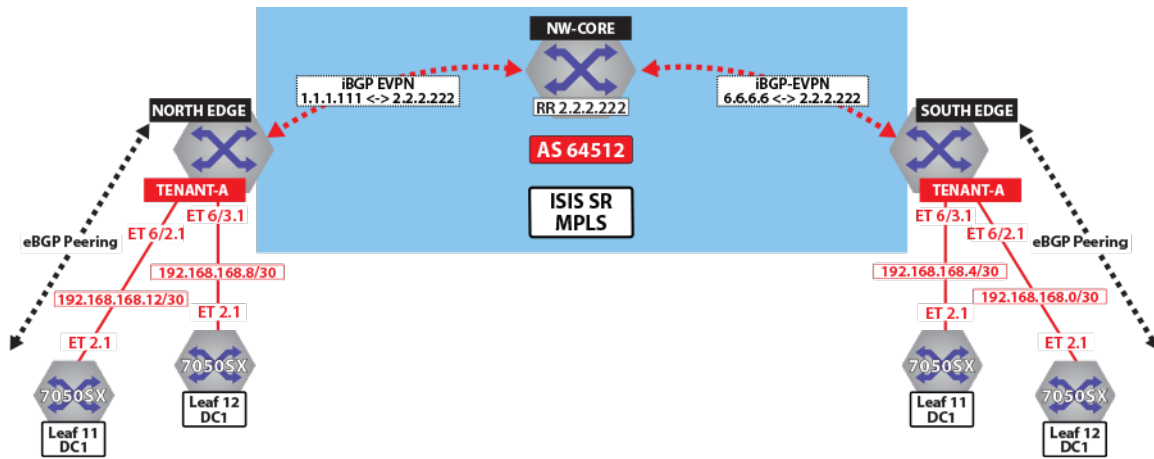 NW-CORE
iBGP EVPN
1.1.1.111 <-> 2.2.2.222
iBGP-EVPN
6.6.6.6 <-> 2.2.2.222
RR 2.2.2.222
NORTH EDGE
SOUTH EDGE
AS 64512
TENANT-A
TENANT-A
ISIS SR
MPLS
ET 6/3.1
ET 6/2.1
ET 6/3.1
ET 6/2.1
eBGP Peering
eBGP Peering
192.168.168.8/30
192.168.168.12/30
192.168.168.4/30
192.168.168.0/30
ET 2.1
ET 2.1
ET 2.1
ET 2.1
7050SX
Leaf 11
DC1
7050SX
Leaf 12
DC1
7050SX
Leaf 11
DC1
7050SX
Leaf 12
DC1